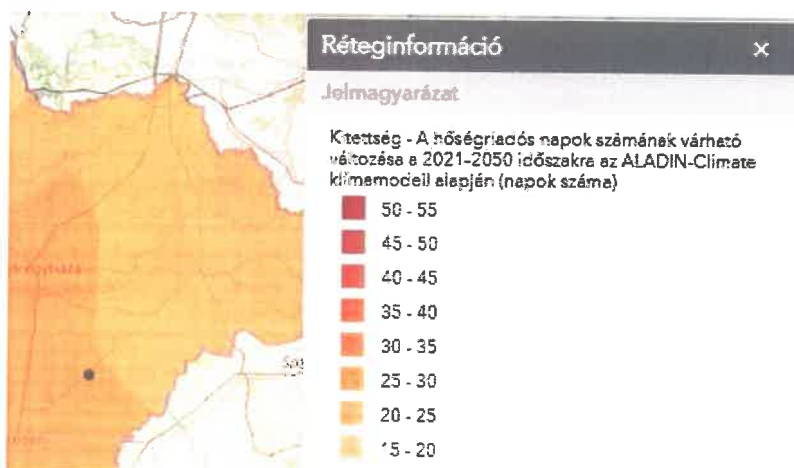 Réteginformáció ×
Jelmagyarázat
Kitettség - A hőségriadós napok számának várható
változása a 2021-2050 időszakra az ALADIN-Climate
klímamodell alapján (napok száma)
50 - 55
45 - 50
40 - 45
35 - 40
30 - 35
25 - 30
20 - 25
15 - 20